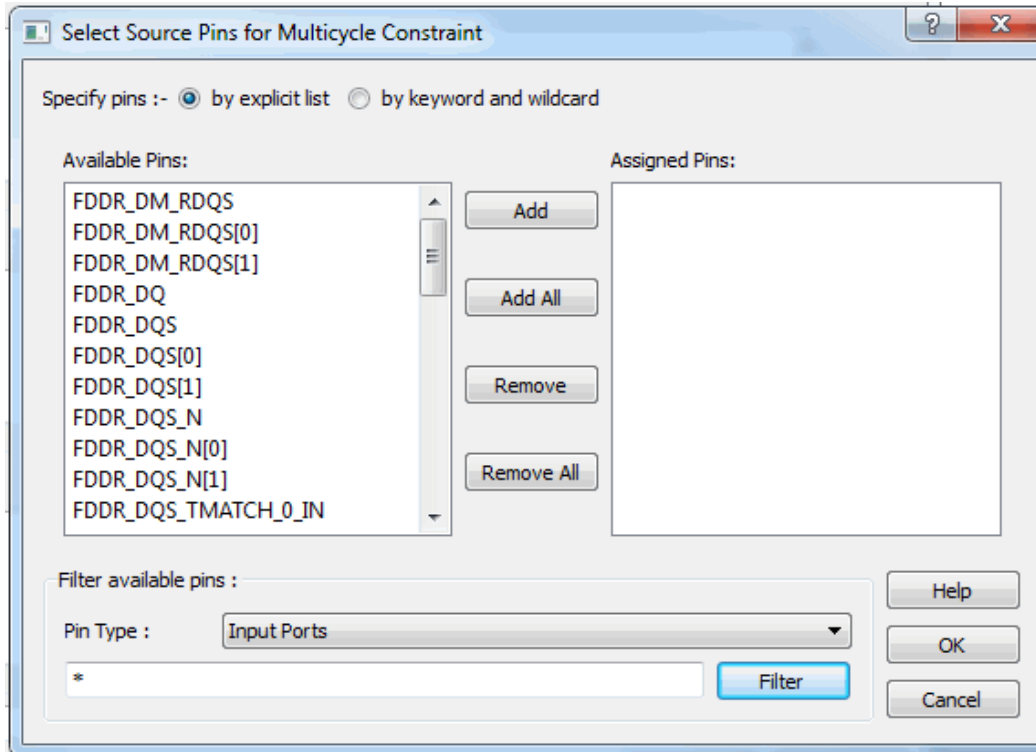 Select Source Pins for Multicycle Constraint
Specify pins :- by explicit list by keyword and wildcard
Available Pins:
Assigned Pins:
FDDR_DM_RDQS
FDDR_DM_RDQS[0]
FDDR_DM_RDQS[1]
FDDR_DQ
FDDR_DQS
FDDR_DQS[0]
FDDR_DQS[1]
FDDR_DQS_N
FDDR_DQS_N[0]
FDDR_DQS_N[1]
FDDR_DQS_TMATCH_0_IN
Add
Add All
Remove
Remove All
Filter available pins :
Pin Type : Input Ports
*
Filter
Help
OK
Cancel